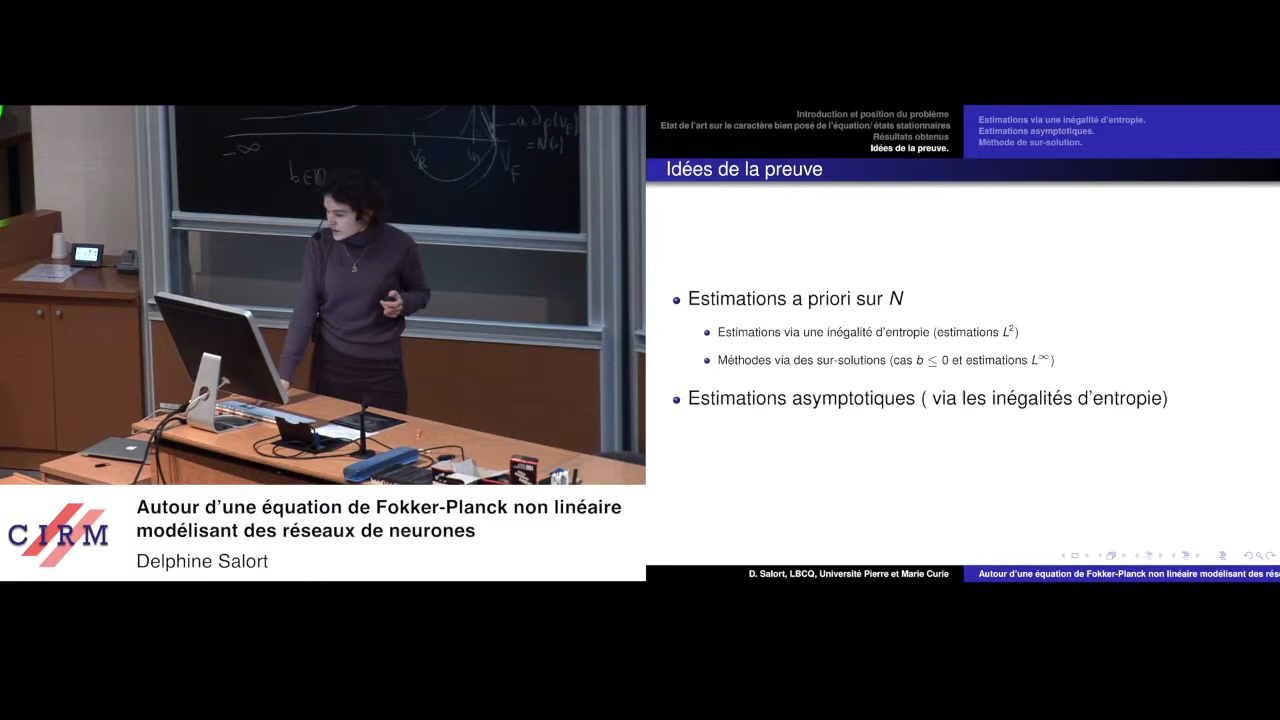 -∞
V_R
V_F
= N(t)
b ∈
CIRM
Autour d'une équation de Fokker-Planck non linéaire
modélisant des réseaux de neurones
Delphine Salort
Introduction et position du problème
Etat de l'art sur le caractère bien posé de l'équation/ états stationnaires
Résultats obtenus
Idées de la preuve.
Estimations via une inégalité d'entropie.
Estimations asymptotiques.
Méthode de sur-solution.
Idées de la preuve
Estimations a priori sur N
Estimations via une inégalité d'entropie (estimations L²)
Méthodes via des sur-solutions (cas b ≤ 0 et estimations L^∞)
Estimations asymptotiques ( via les inégalités d'entropie)
D. Salort, LBCQ, Université Pierre et Marie Curie
Autour d'une équation de Fokker-Planck non linéaire modélisant des rés